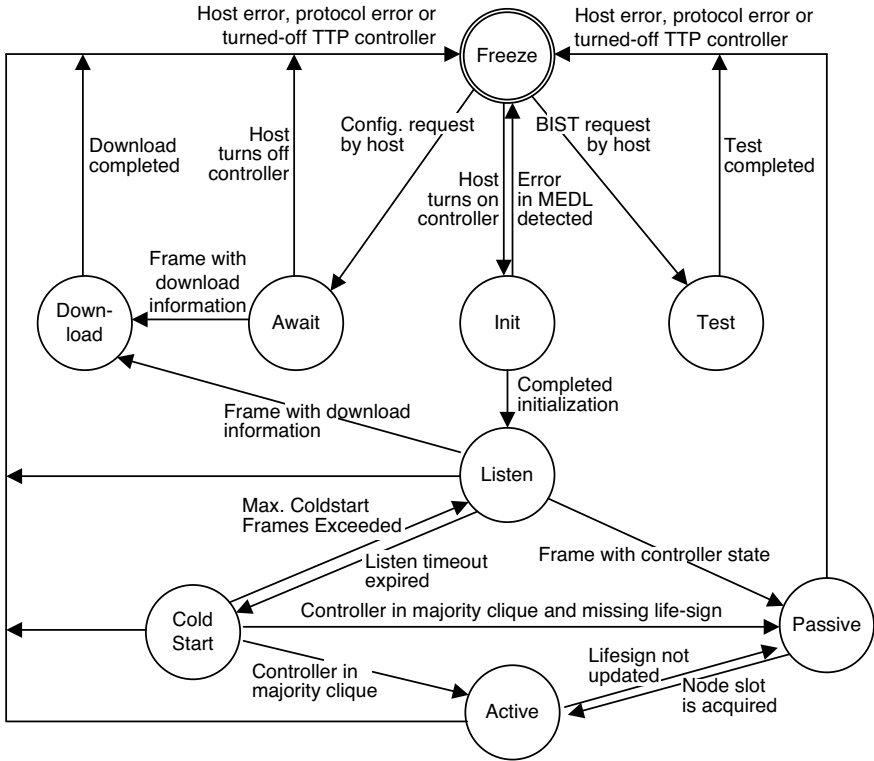 Host error, protocol error or
turned-off TTP controller
Host error, protocol error or
turned-off TTP controller
Freeze
Download
completed
Host
turns off
controller
Config. request
by host
BIST request
by host
Test
completed
Host
turns on
controller
Error
in MEDL
detected
Frame with
download
information
Down-
load
Await
Init
Test
Completed
initialization
Frame with download
information
Listen
Max. Coldstart
Frames Exceeded
Listen timeout
expired
Frame with controller state
Cold
Start
Controller in majority clique and missing life-sign
Passive
Controller in
majority clique
Lifesign not
updated
Node slot
is acquired
Active